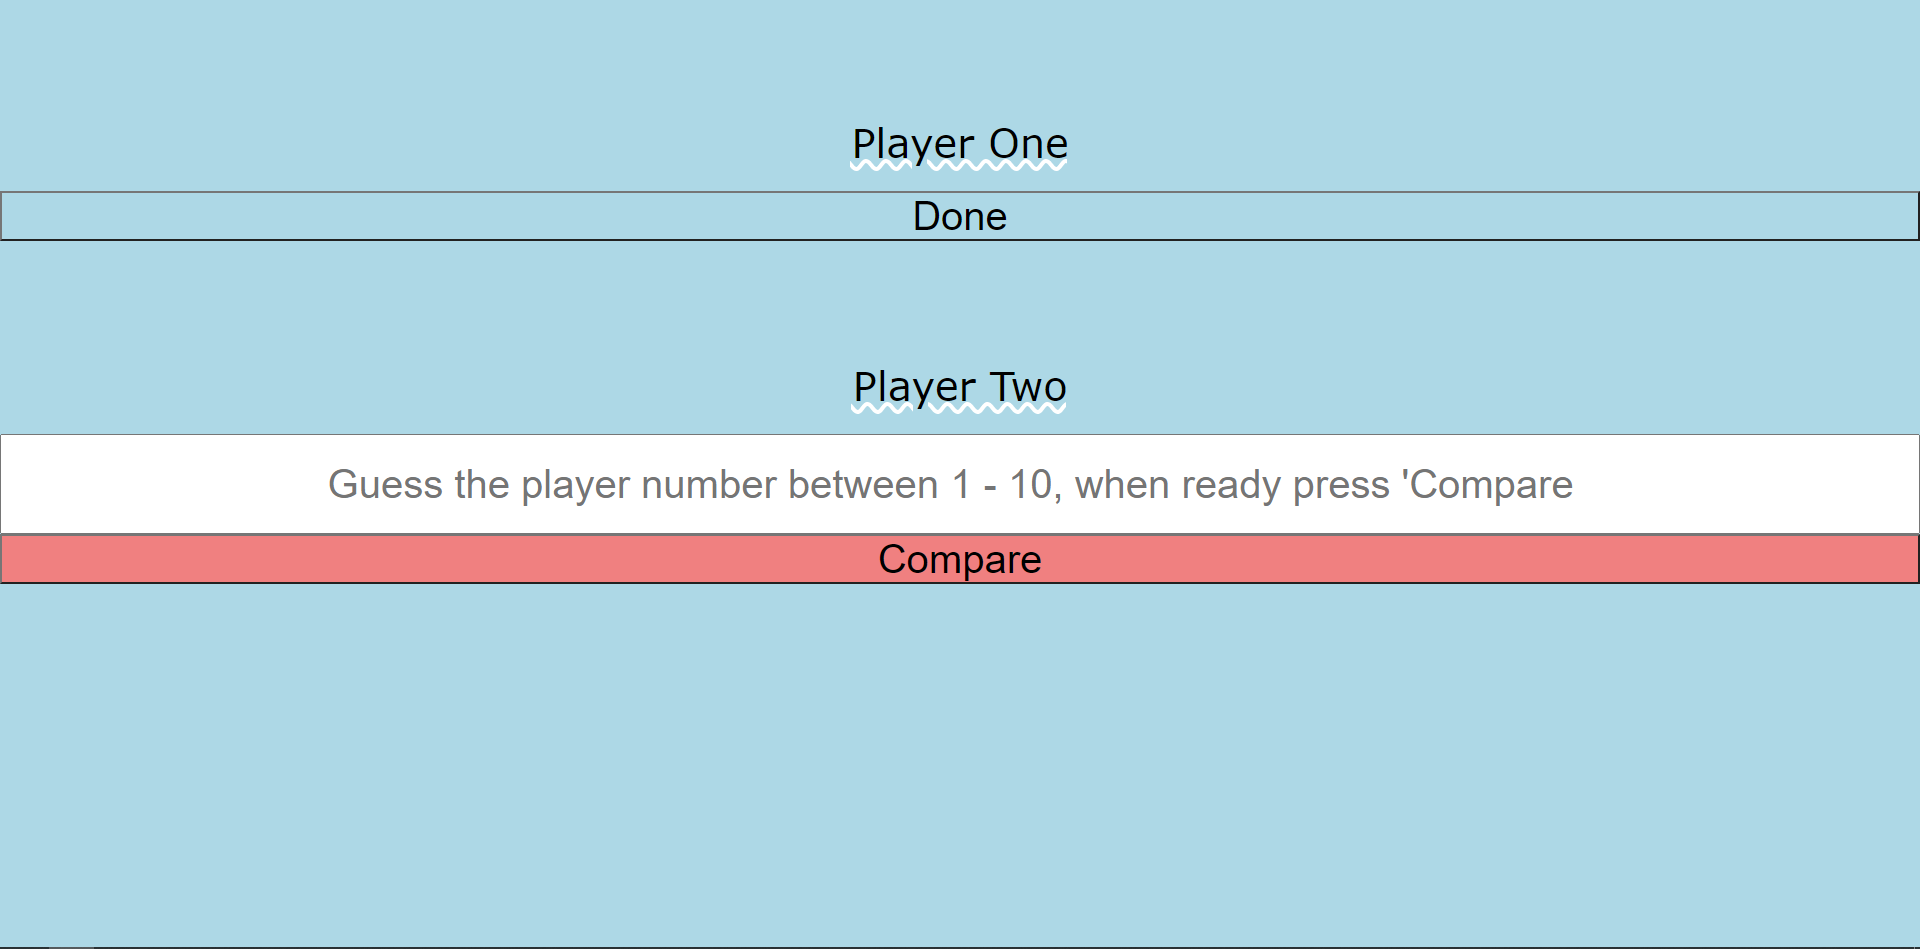 Player One
Done
Player Two
Guess the player number between 1 - 10, when ready press 'Compare
Compare